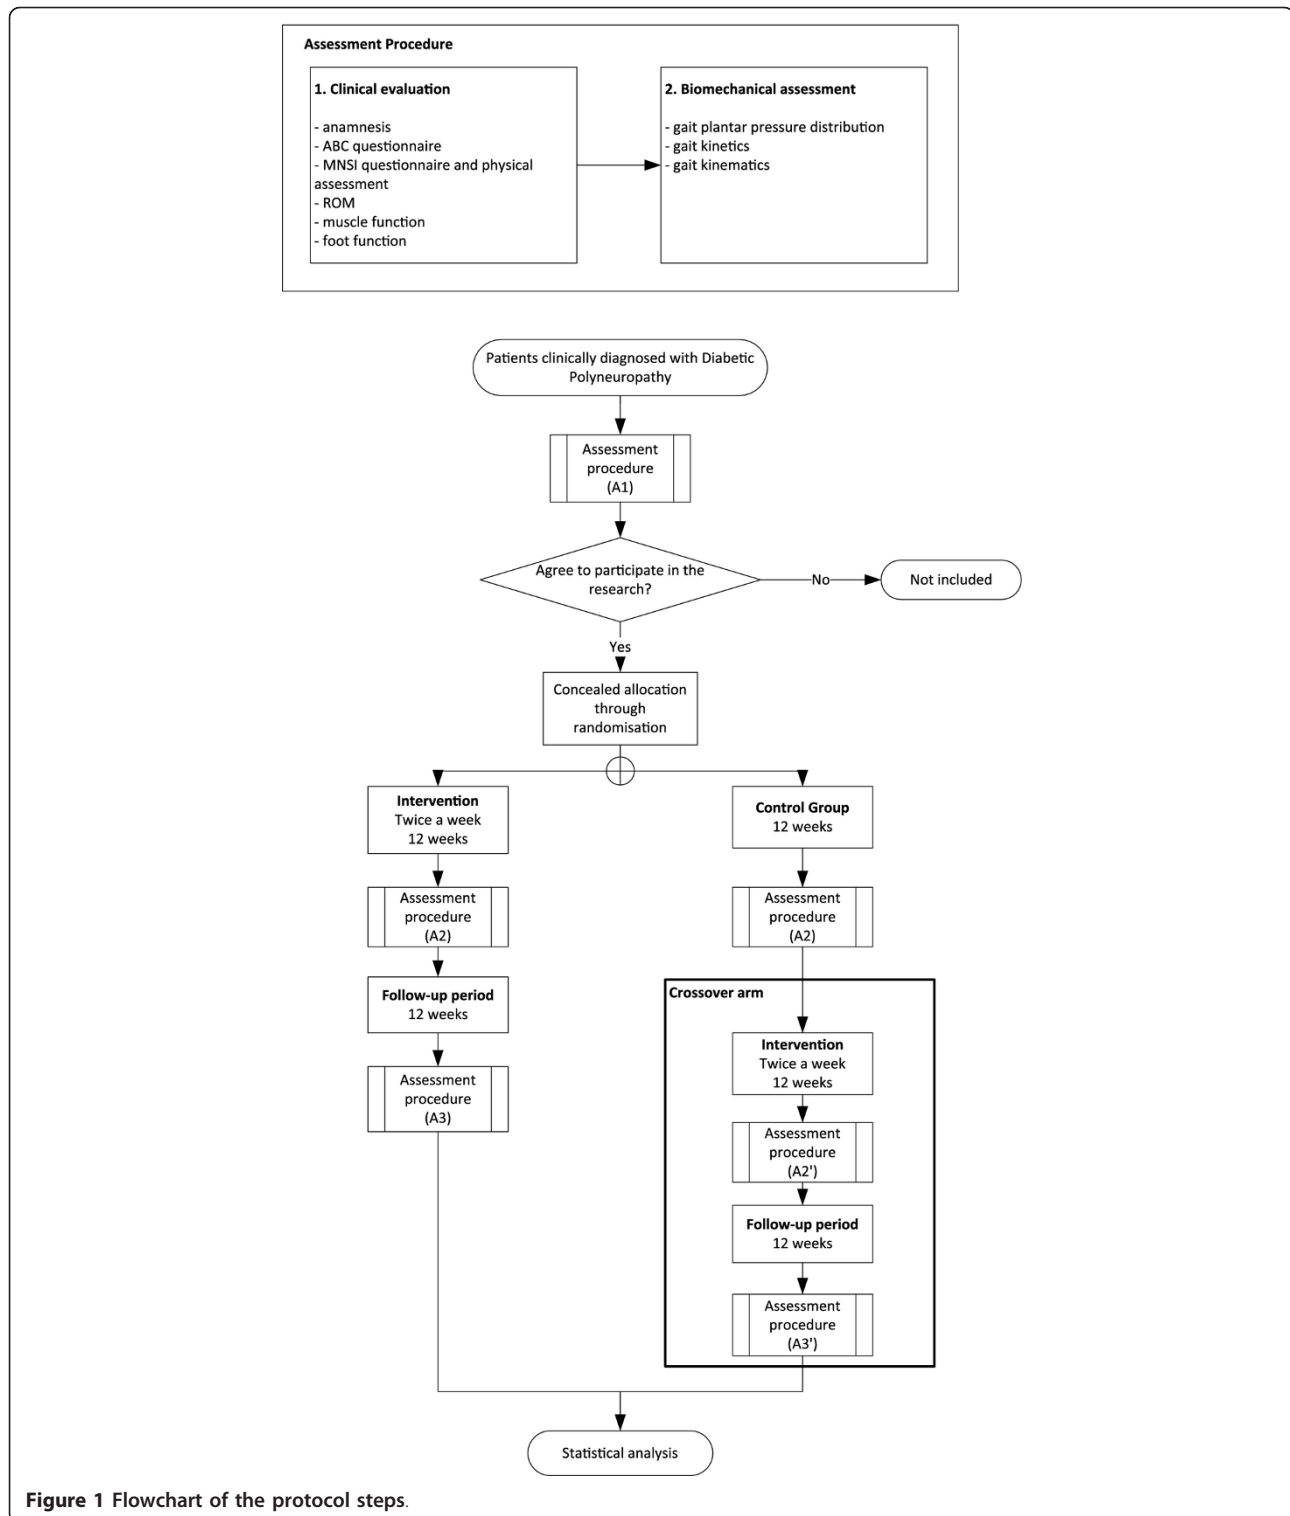 Assessment Procedure
1. Clinical evaluation
- anamnesis
- ABC questionnaire
- MNSI questionnaire and physical
assessment
- ROM
- muscle function
- foot function
2. Biomechanical assessment
- gait plantar pressure distribution
- gait kinetics
- gait kinematics
Patients clinically diagnosed with Diabetic
Polyneuropathy
Assessment
procedure
(A1)
Agree to participate in the
research?
No
Not included
Yes
Concealed allocation
through
randomisation
Intervention
Twice a week
12 weeks
Assessment
procedure
(A2)
Follow-up period
12 weeks
Assessment
procedure
(A3)
Control Group
12 weeks
Assessment
procedure
(A2)
Crossover arm
Intervention
Twice a week
12 weeks
Assessment
procedure
(A2')
Follow-up period
12 weeks
Assessment
procedure
(A3')
Statistical analysis
Figure 1 Flowchart of the protocol steps.